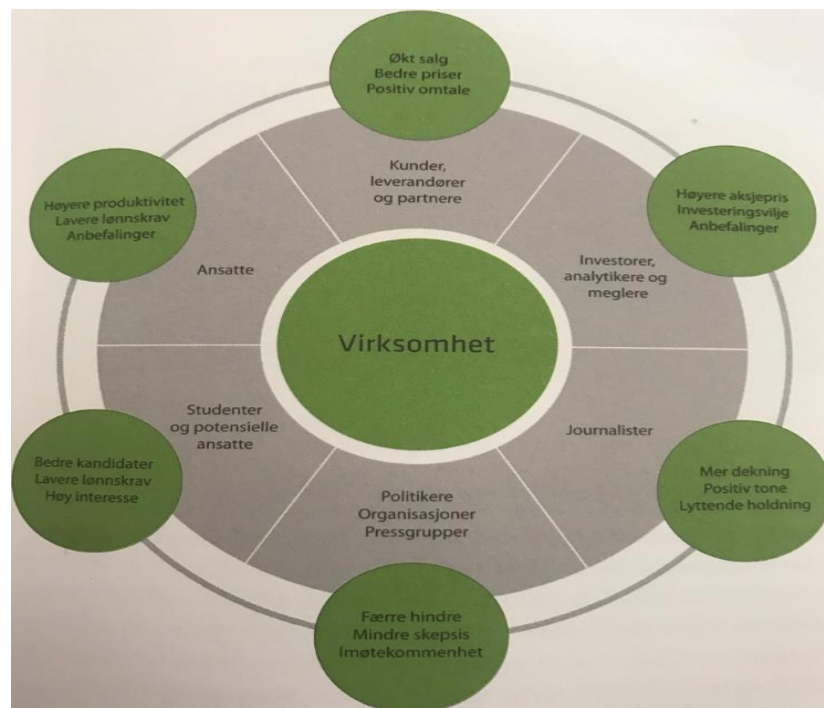 Økt salg
Bedre priser
Positiv omtale
Kunder,
leverandører
og partnere
Høyere produktivitet
Lavere lønnskrav
Anbefalinger
Høyere aksjepris
Investeringsvilje
Anbefalinger
Ansatte
Investorer,
analytikere og
meglere
Virksomhet
Studenter
og potensielle
ansatte
Journalister
Bedre kandidater
Lavere lønnskrav
Høy interesse
Mer dekning
Positiv tone
Lyttende holdning
Politikere
Organisasjoner
Pressgrupper
Færre hindre
Mindre skepsis
Imøtekommenhet